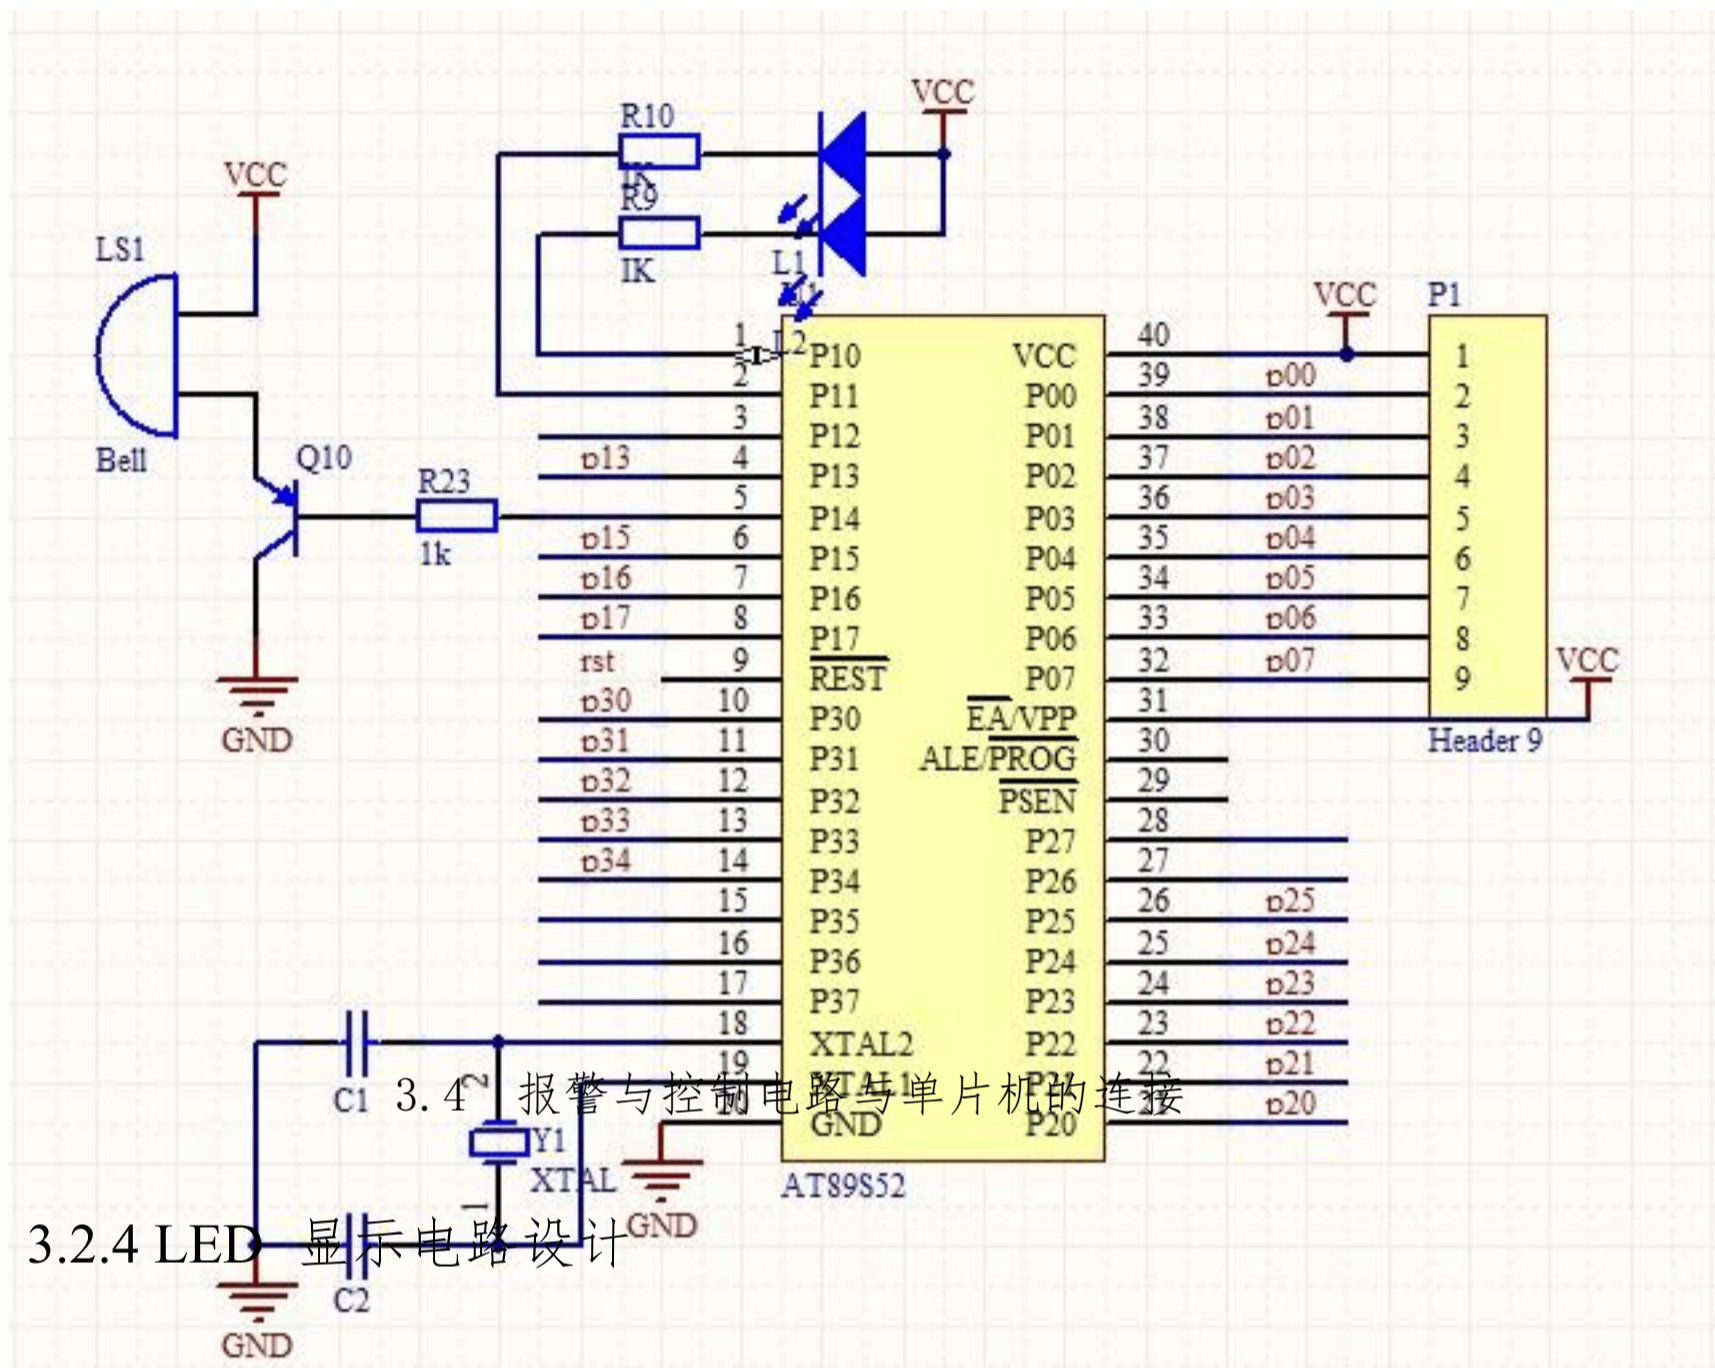 VCC
R10
1K
R9
1K
VCC
LS1
Bell
Q10
R23
1k
GND
L1
U1
L2
VCC
P1
1 P10 VCC 40 1
2 P11 P00 39 p00 2
3 P12 P01 38 p01 3
p13 4 P13 P02 37 p02 4
5 P14 P03 36 p03 5
p15 6 P15 P04 35 p04 6
p16 7 P16 P05 34 p05 7
p17 8 P17 P06 33 p06 8
rst 9 REST P07 32 p07 9
VCC
p30 10 P30 EA/VPP 31
Header 9
p31 11 P31 ALE/PROG 30
p32 12 P32 PSEN 29
p33 13 P33 P27 28
p34 14 P34 P26 27
15 P35 P25 26 p25
16 P36 P24 25 p24
17 P37 P23 24 p23
18 XTAL2 P22 23 p22
19 XTAL1 P21 22 p21
20 GND P20 p20
C1
3.4 报警与控制电路与单片机的连接
2
Y1
XTAL
1
AT89S52
GND
3.2.4 LED 显示电路设计
C2
GND